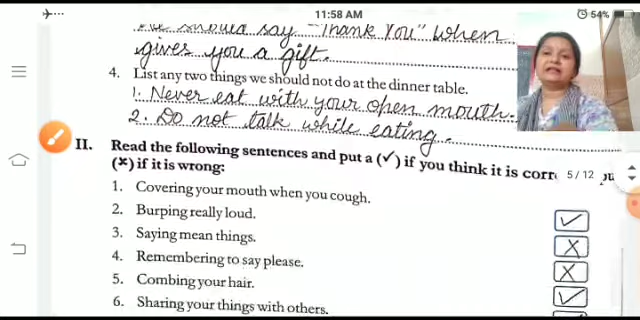 11:58 AM
54%
should say "Thank You" when
gives you a gift.
4. List any two things we should not do at the dinner table.
1. Never eat with your open mouth.
2. Do not talk while eating.
II. Read the following sentences and put a (✓) if you think it is corr
(×) if it is wrong:
5/12
1. Covering your mouth when you cough. ✓
2. Burping really loud. ×
3. Saying mean things. ×
4. Remembering to say please. ✓
5. Combing your hair.
6. Sharing your things with others.